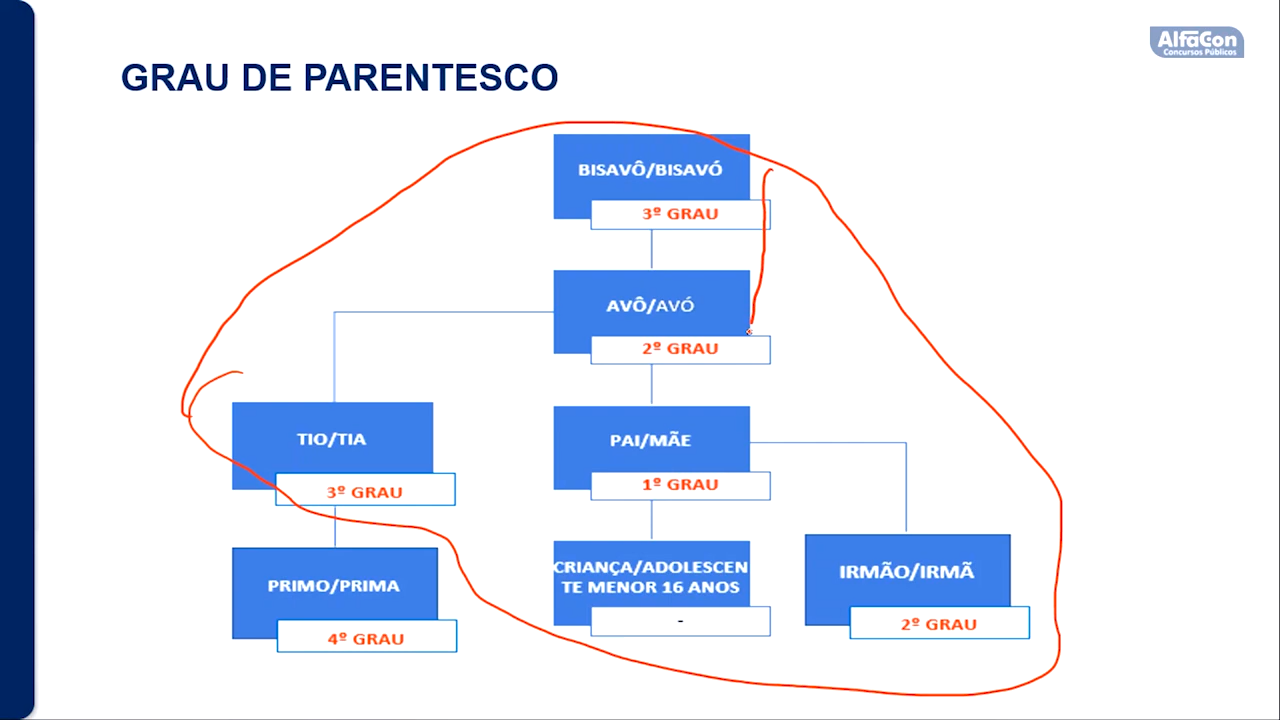 AlfaCon
Concursos Públicos
GRAU DE PARENTESCO
BISAVÔ/BISAVÓ
3º GRAU
AVÔ/AVÓ
2º GRAU
TIO/TIA
3º GRAU
PAI/MÃE
1º GRAU
PRIMO/PRIMA
4º GRAU
CRIANÇA/ADOLESCEN
TE MENOR 16 ANOS
-
IRMÃO/IRMÃ
2º GRAU